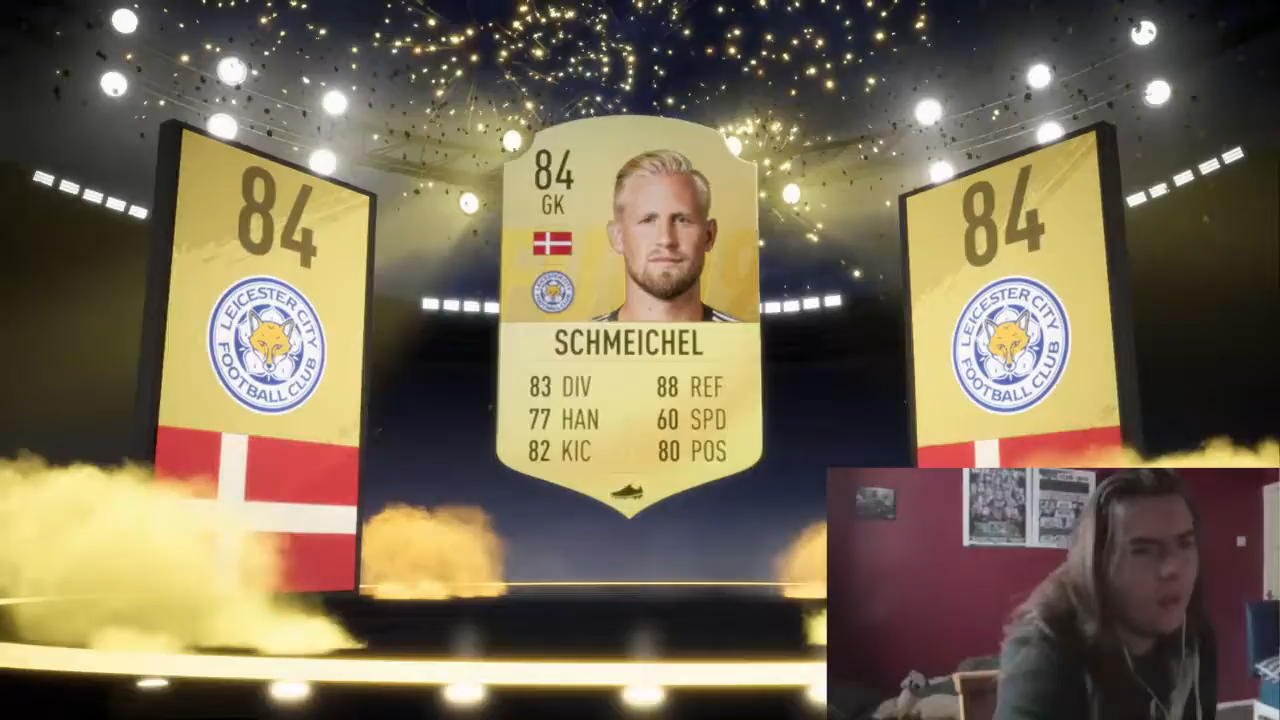 84
LEICESTER CITY
FOOTBALL CLUB
84
GK
SCHMEICHEL
83 DIV 88 REF
77 HAN 60 SPD
82 KIC 80 POS
84
LEICESTER CITY
FOOTBALL CLUB